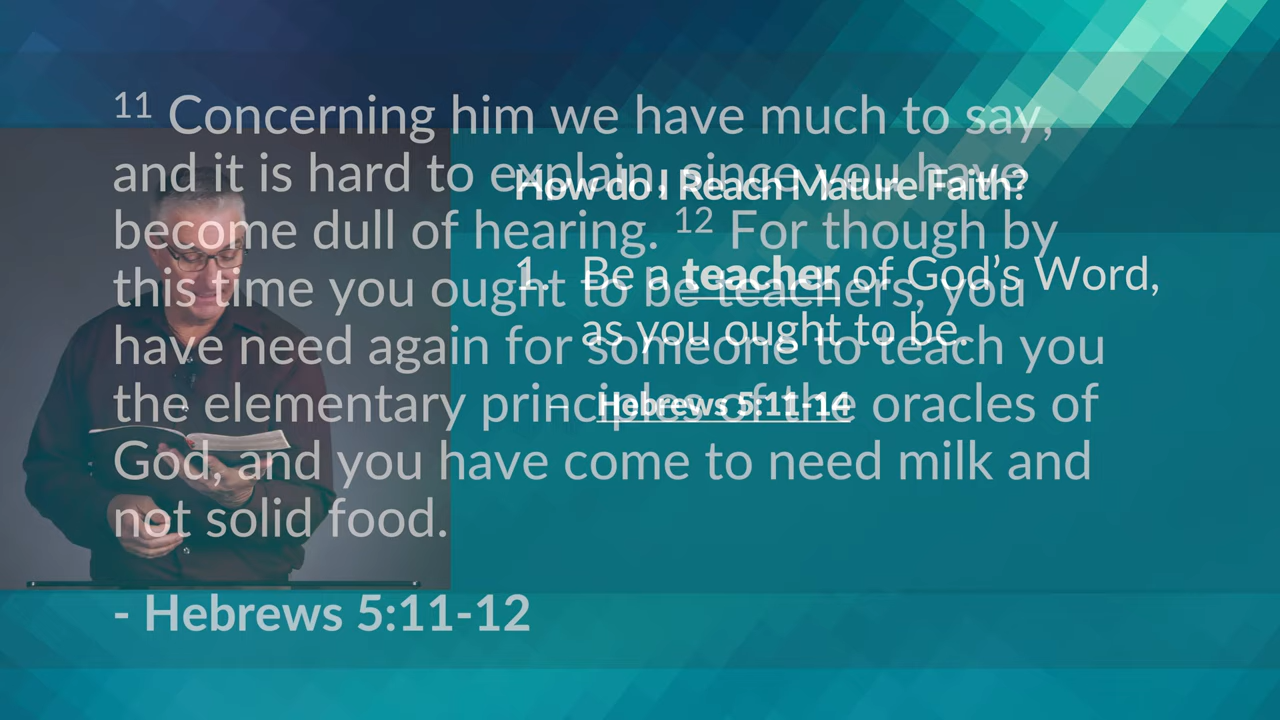 11 Concerning him we have much to say,
and it is hard to explain, since you have
become dull of hearing. 12 For though by
this time you ought to be teachers, you
have need again for someone to teach you
the elementary principles of the oracles of
God, and you have come to need milk and
not solid food.
- Hebrews 5:11-12
How do I Reach Mature Faith?
1. Be a teacher of God's Word,
as you ought to be.
- Hebrews 5:11-14